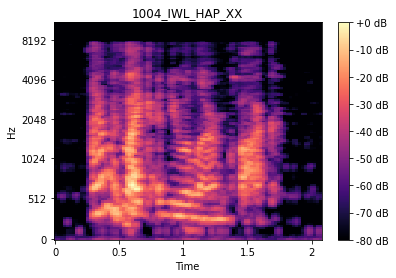 1004_IWL_HAP_XX
+0 dB
8192
-10 dB
4096
-20 dB
-30 dB
2048
Hz
-40 dB
1024
-50 dB
512
-60 dB
-70 dB
0
-80 dB
0 0.5 1 1.5 2
Time